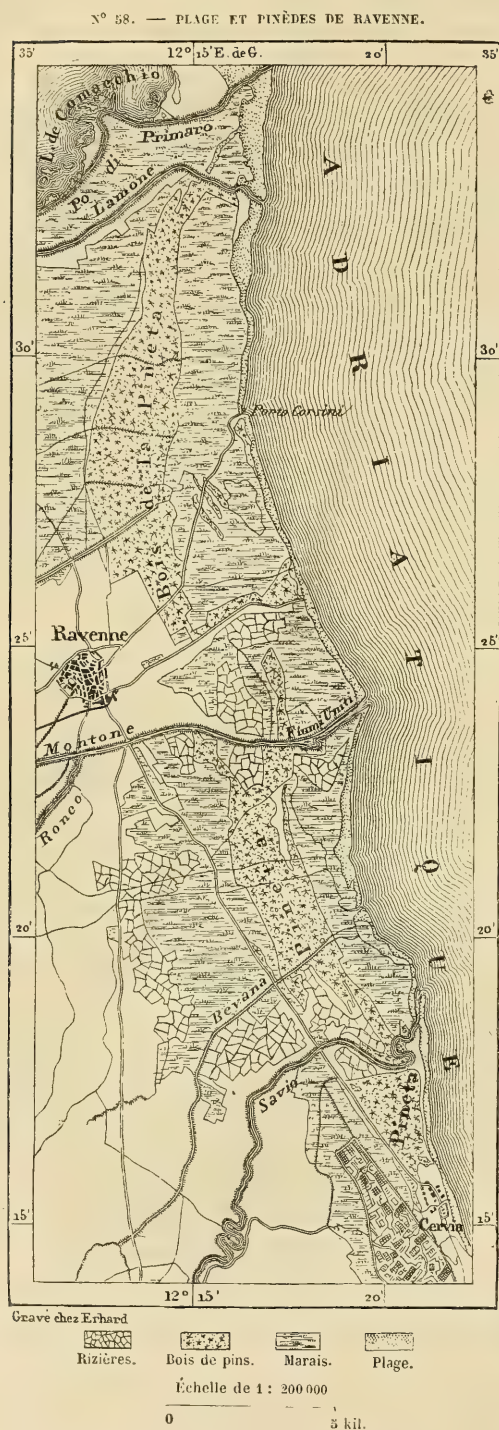 N° 58. — PLAGE ET PINÈDES DE RAVENNE.
35'
12° 15' E. de G.
20'
35'
L. de Comacchio
Po di Primaro
Lamone
ADRIATIQUE
30'
30'
Bois de la Pineta
Porto Corsini
25'
25'
Ravenne
Montone
Fiumi Uniti
Ronco
Pineta
20'
20'
Bevana
Savio
Pineta
15'
Cervia
15'
12° 15'
20'
Gravé chez Erhard
Rizières.
Bois de pins.
Marais.
Plage.
Échelle de 1 : 200 000
0
5 kil.